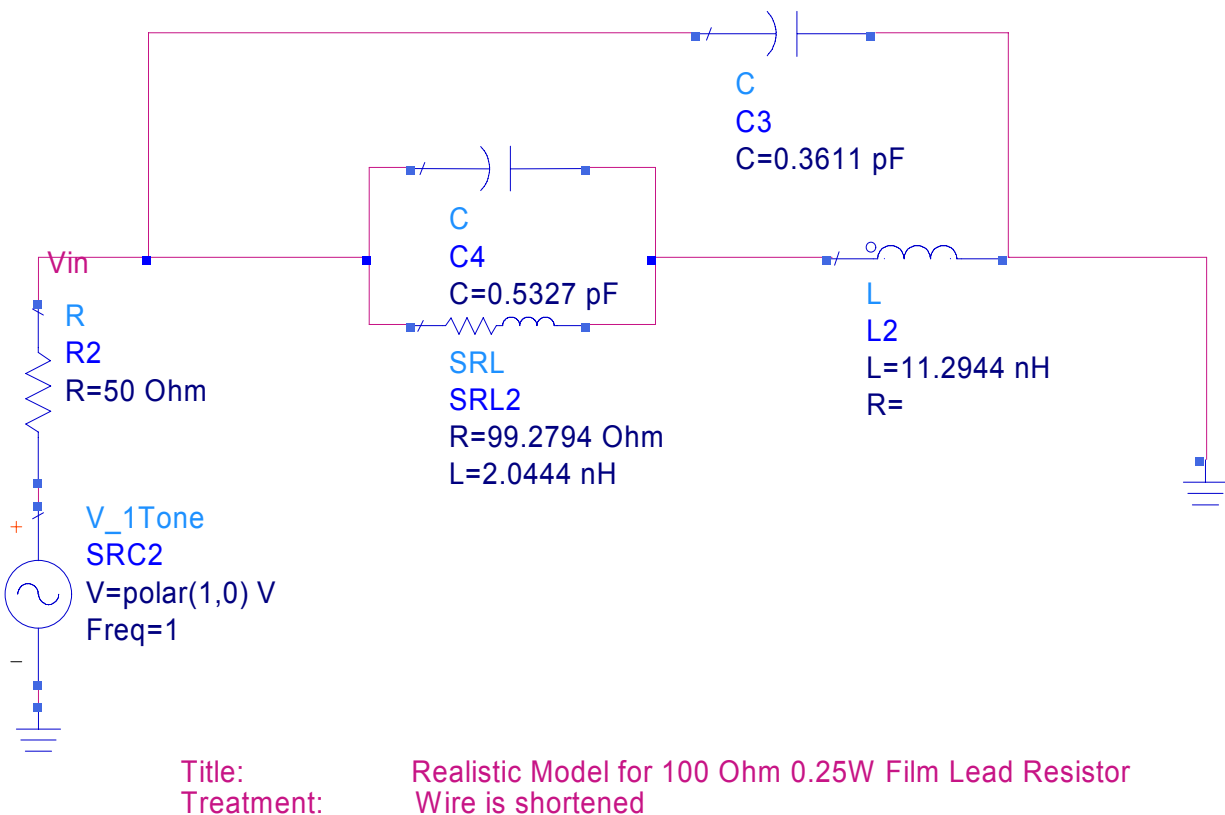 C
C3
C=0.3611 pF
C
C4
C=0.5327 pF
Vin
R
R2
R=50 Ohm
SRL
SRL2
R=99.2794 Ohm
L=2.0444 nH
L
L2
L=11.2944 nH
R=
+
V_1Tone
SRC2
V=polar(1,0) V
Freq=1
−
Title: Realistic Model for 100 Ohm 0.25W Film Lead Resistor
Treatment: Wire is shortened